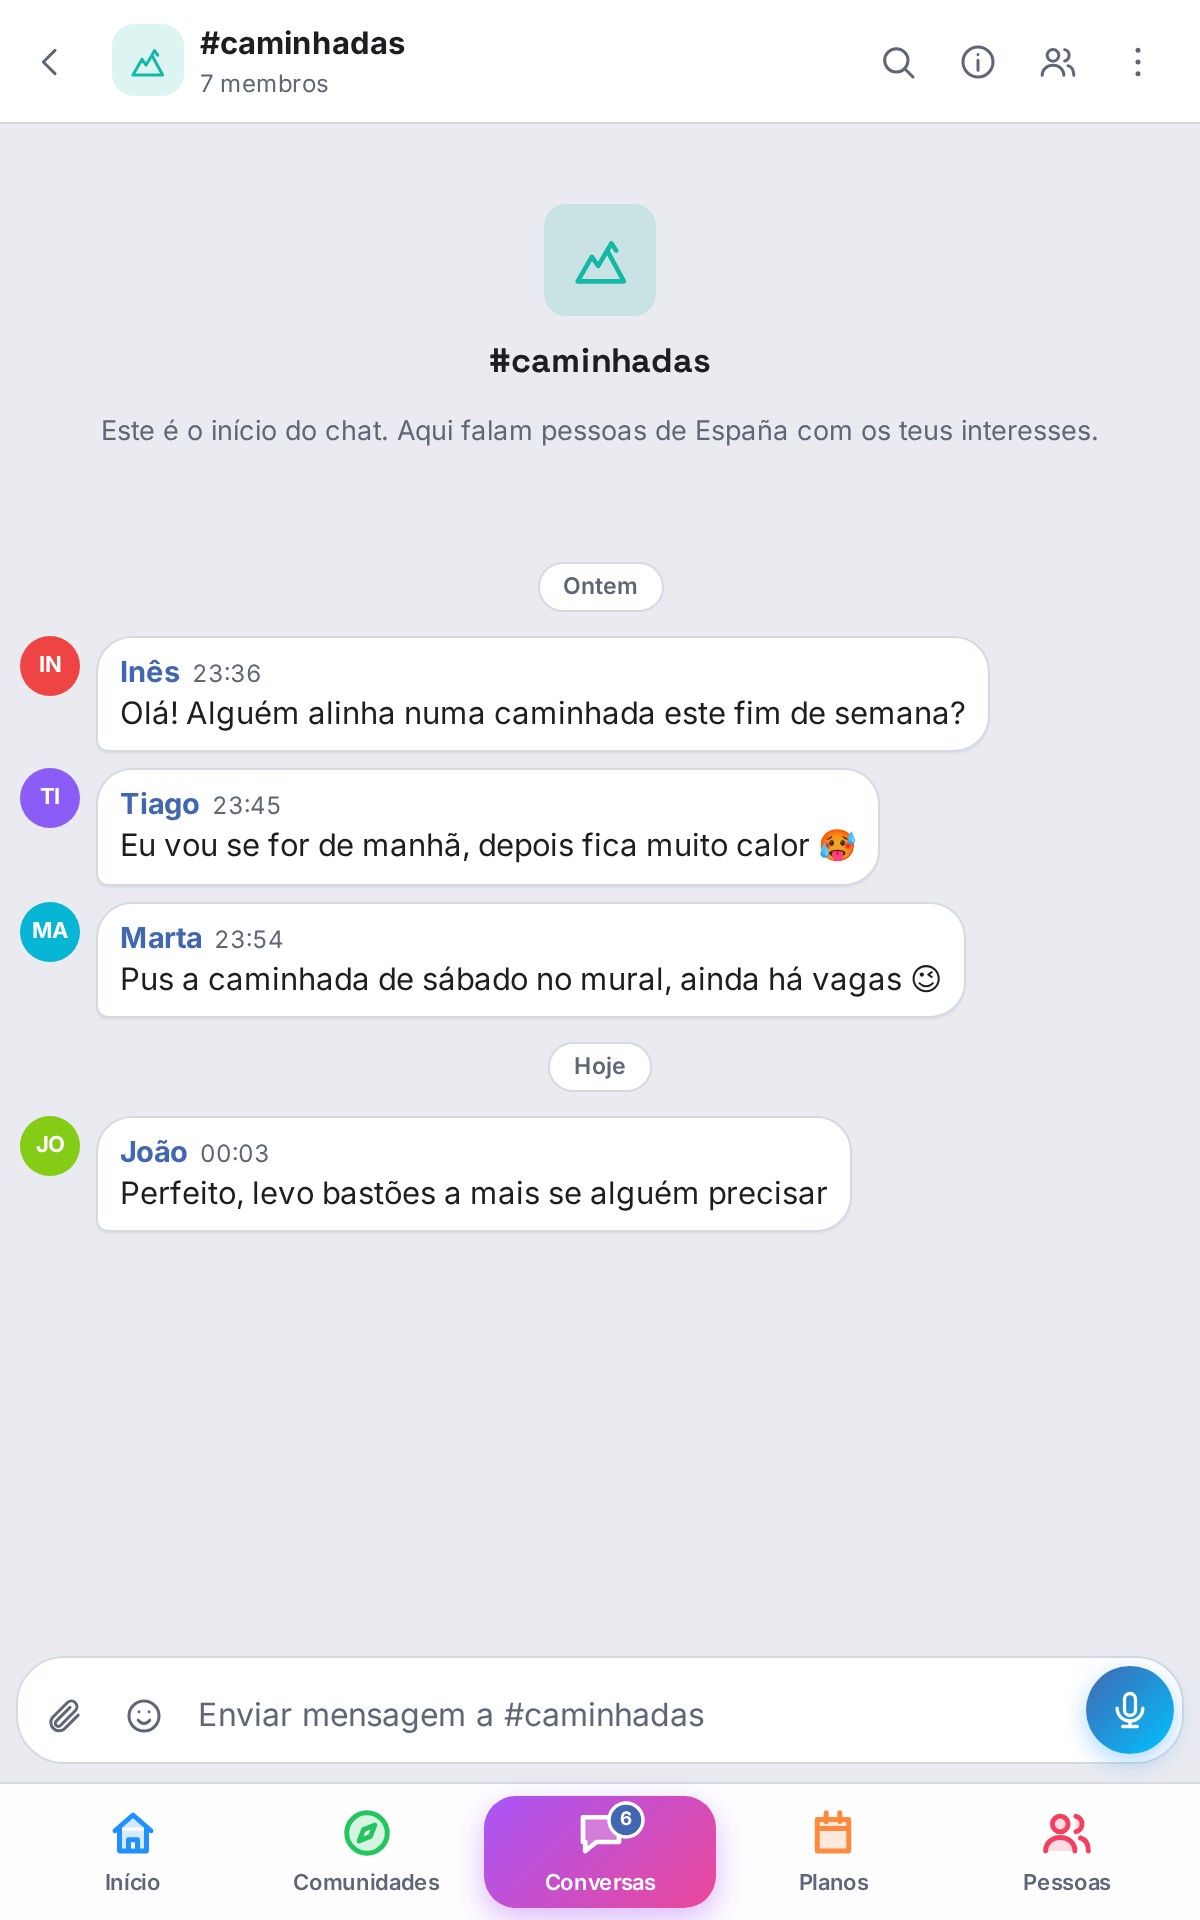 #caminhadas
7 membros
#caminhadas
Este é o início do chat. Aqui falam pessoas de España com os teus interesses.
Ontem
IN
Inês 23:36
Olá! Alguém alinha numa caminhada este fim de semana?
TI
Tiago 23:45
Eu vou se for de manhã, depois fica muito calor 🥵
MA
Marta 23:54
Pus a caminhada de sábado no mural, ainda há vagas 😉
Hoje
JO
João 00:03
Perfeito, levo bastões a mais se alguém precisar
Enviar mensagem a #caminhadas
6
Início
Comunidades
Conversas
Planos
Pessoas